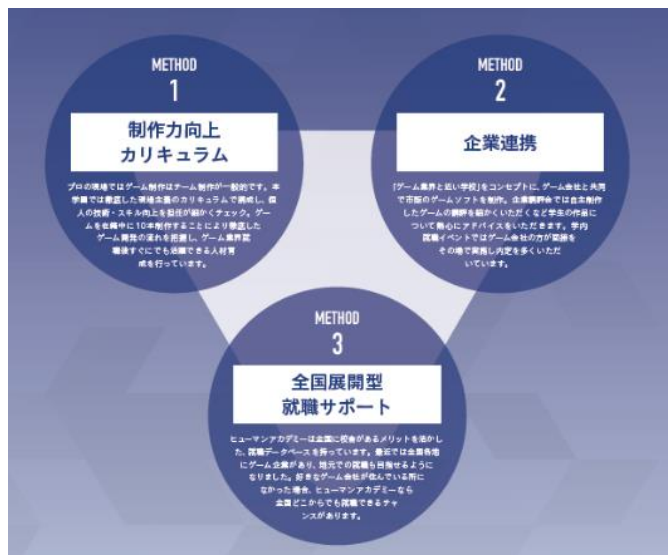 METHOD
1
制作力向上
カリキュラム
プロの現場ではゲーム制作はチーム制作が一般的です。本
学園では徹底した現場主義のカリキュラムで構成し、個
人の技術・スキル向上を担任が細かくチェック。ゲー
ムを在籍中に10本制作することにより徹底した
ゲーム開発の流れを把握し、ゲーム業界就
職後すぐにでも活躍できる人材育
成を行っています。
METHOD
2
企業連携
「ゲーム業界と近い学校」をコンセプトに、ゲーム会社と共同
で市販のゲームソフトを制作。企業講評会では自主制作
したゲームの講評を細かくいただくなど学生の作品に
ついて熱心にアドバイスをいただきます。学内
就職イベントではゲーム会社の方が面接を
その場で実施し内定を多くいただ
いています。
METHOD
3
全国展開型
就職サポート
ヒューマンアカデミーは全国に校舎があるメリットを活かし
た、就職データベースを持っています。最近では全国各地
にゲーム企業があり、地元での就職も目指せるように
なりました。好きなゲーム会社が住んでいる所に
なかった場合、ヒューマンアカデミーなら
全国どこからでも就職できるチャ
ンスがあります。